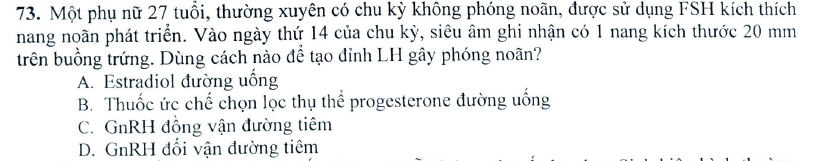 73. Một phụ nữ 27 tuổi, thường xuyên có chu kỳ không phóng noãn, được sử dụng FSH kích thích
nang noãn phát triển. Vào ngày thứ 14 của chu kỳ, siêu âm ghi nhận có 1 nang kích thước 20 mm
trên buồng trứng. Dùng cách nào để tạo đỉnh LH gây phóng noãn?
A. Estradiol đường uống
B. Thuốc ức chế chọn lọc thụ thể progesterone đường uống
C. GnRH đồng vận đường tiêm
D. GnRH đối vận đường tiêm